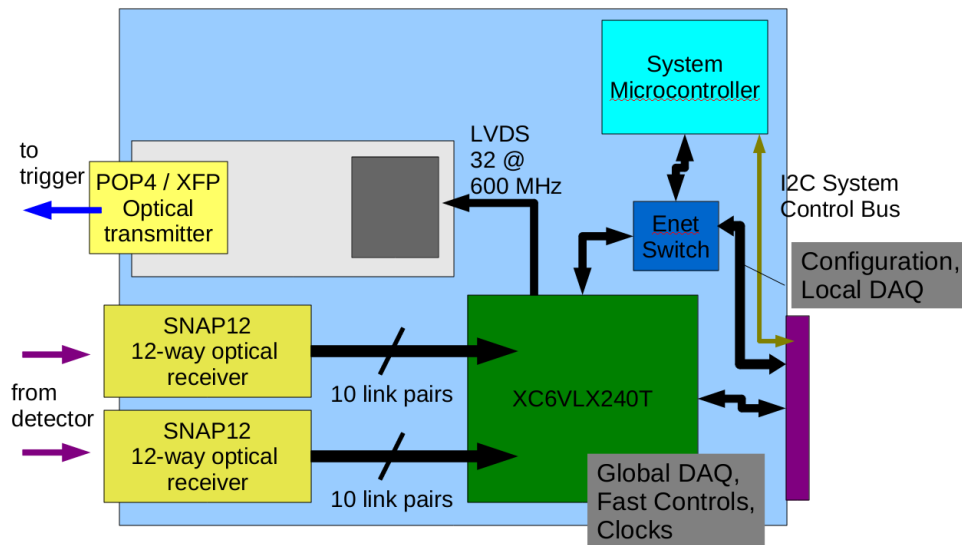 System
Microcontroller
LVDS
32 @
600 MHz
to
trigger
POP4 / XFP
Optical
transmitter
I2C System
Control Bus
Enet
Switch
Configuration,
Local DAQ
SNAP12
12-way optical
receiver
10 link pairs
XC6VLX240T
from
detector
SNAP12
12-way optical
receiver
10 link pairs
Global DAQ,
Fast Controls,
Clocks